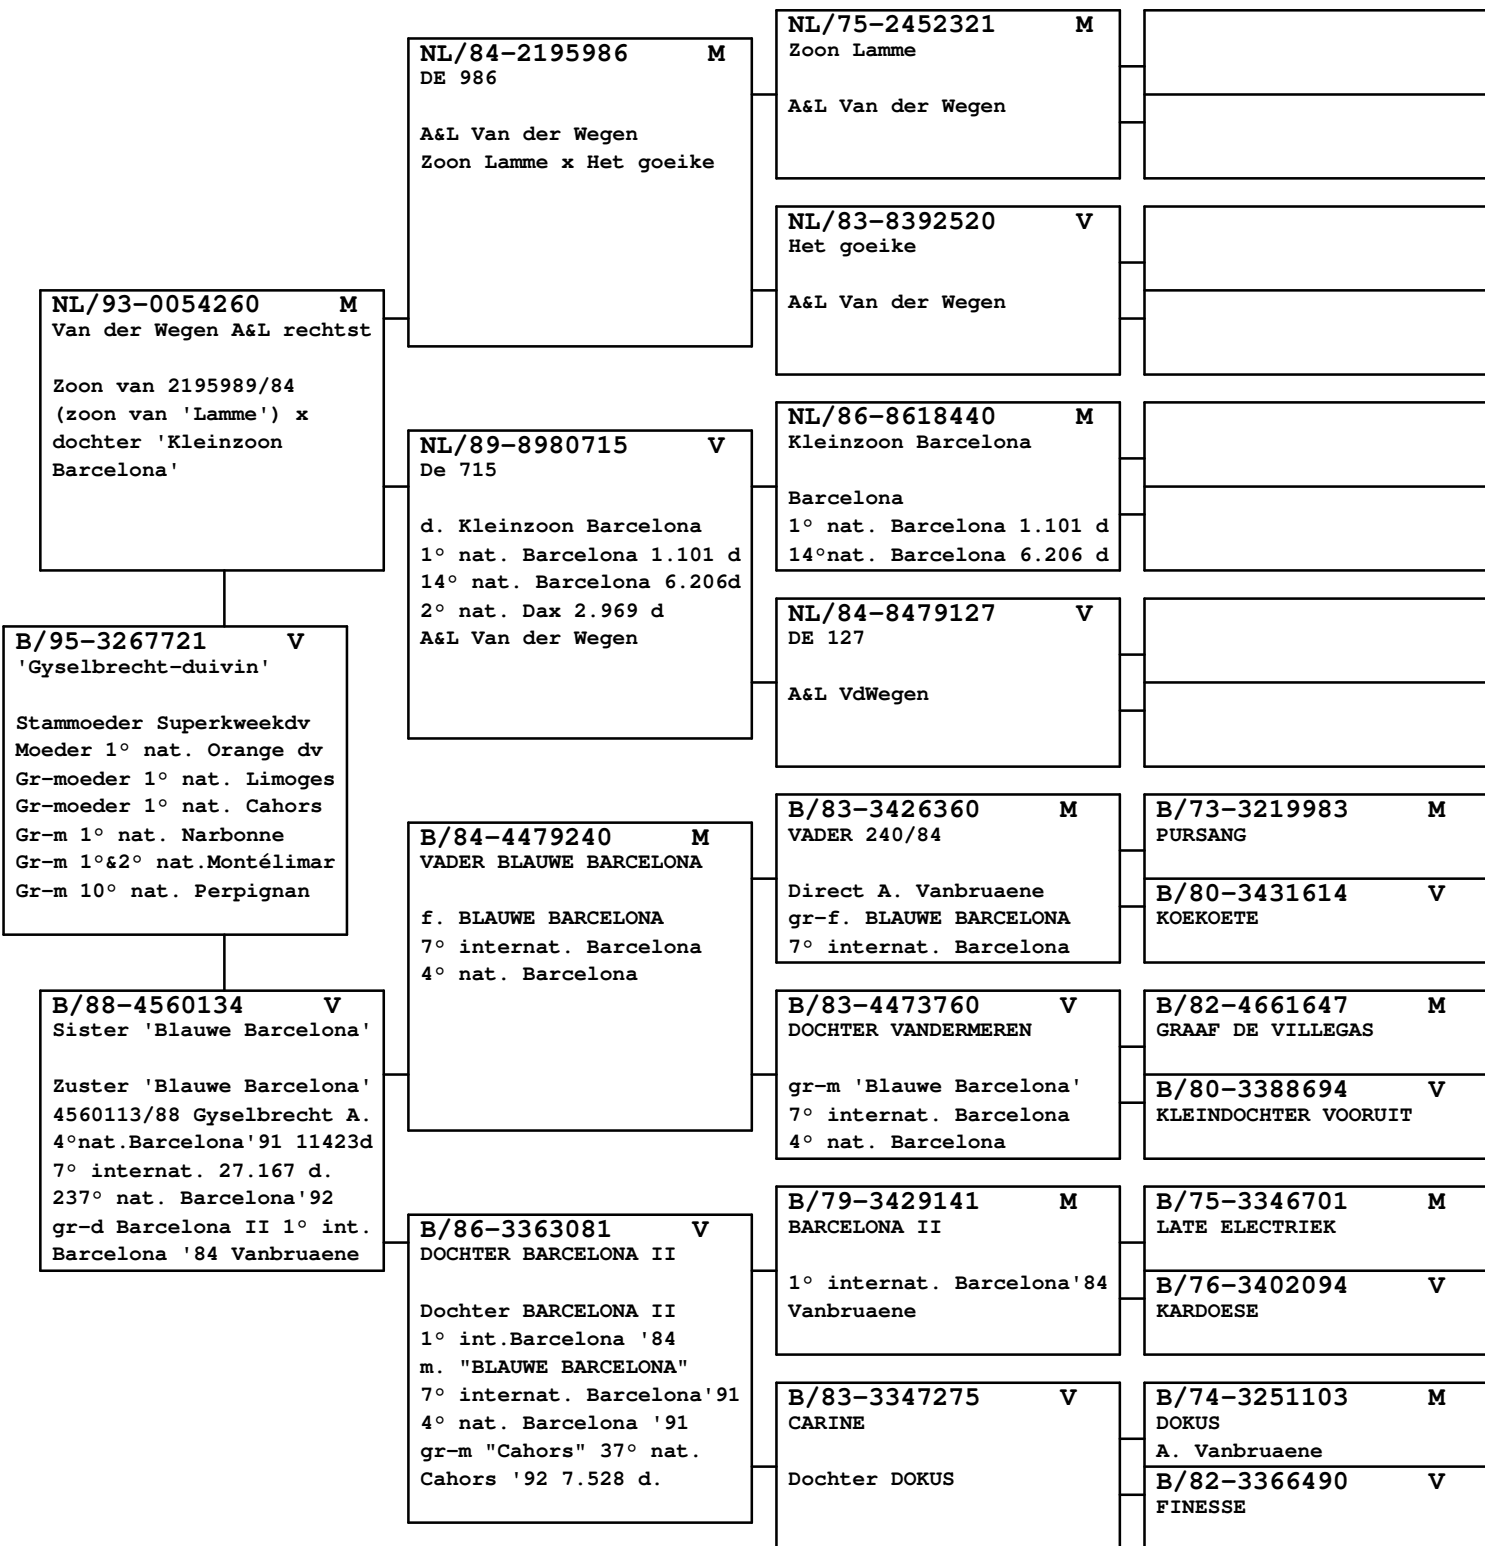 NL/93-0054260 M
Van der Wegen A&L rechtst
Zoon van 2195989/84
(zoon van 'Lamme') x
dochter 'Kleinzoon
Barcelona'
B/95-3267721 V
'Gyselbrecht-duivin'
Stammoeder Superkweekdv
Moeder 1° nat. Orange dv
Gr-moeder 1° nat. Limoges
Gr-moeder 1° nat. Cahors
Gr-m 1° nat. Narbonne
Gr-m 1°&2° nat.Montélimar
Gr-m 10° nat. Perpignan
B/88-4560134 V
Sister 'Blauwe Barcelona'
Zuster 'Blauwe Barcelona'
4560113/88 Gyselbrecht A.
4°nat.Barcelona'91 11423d
7° internat. 27.167 d.
237° nat. Barcelona'92
gr-d Barcelona II 1° int.
Barcelona '84 Vanbruaene
NL/84-2195986 M
DE 986
A&L Van der Wegen
Zoon Lamme x Het goeike
NL/89-8980715 V
De 715
d. Kleinzoon Barcelona
1° nat. Barcelona 1.101 d
14° nat. Barcelona 6.206d
2° nat. Dax 2.969 d
A&L Van der Wegen
B/84-4479240 M
VADER BLAUWE BARCELONA
f. BLAUWE BARCELONA
7° internat. Barcelona
4° nat. Barcelona
B/86-3363081 V
DOCHTER BARCELONA II
Dochter BARCELONA II
1° int.Barcelona '84
m. "BLAUWE BARCELONA"
7° internat. Barcelona'91
4° nat. Barcelona '91
gr-m "Cahors" 37° nat.
Cahors '92 7.528 d.
NL/75-2452321 M
Zoon Lamme
A&L Van der Wegen
NL/83-8392520 V
Het goeike
A&L Van der Wegen
NL/86-8618440 M
Kleinzoon Barcelona
Barcelona
1° nat. Barcelona 1.101 d
14°nat. Barcelona 6.206 d
NL/84-8479127 V
DE 127
A&L VdWegen
B/83-3426360 M
VADER 240/84
Direct A. Vanbruaene
gr-f. BLAUWE BARCELONA
7° internat. Barcelona
B/83-4473760 V
DOCHTER VANDERMEREN
gr-m 'Blauwe Barcelona'
7° internat. Barcelona
4° nat. Barcelona
B/79-3429141 M
BARCELONA II
1° internat. Barcelona'84
Vanbruaene
B/83-3347275 V
CARINE
Dochter DOKUS
B/73-3219983 M
PURSANG
B/80-3431614 V
KOEKOETE
B/82-4661647 M
GRAAF DE VILLEGAS
B/80-3388694 V
KLEINDOCHTER VOORUIT
B/75-3346701 M
LATE ELECTRIEK
B/76-3402094 V
KARDOESE
B/74-3251103 M
DOKUS
A. Vanbruaene
B/82-3366490 V
FINESSE